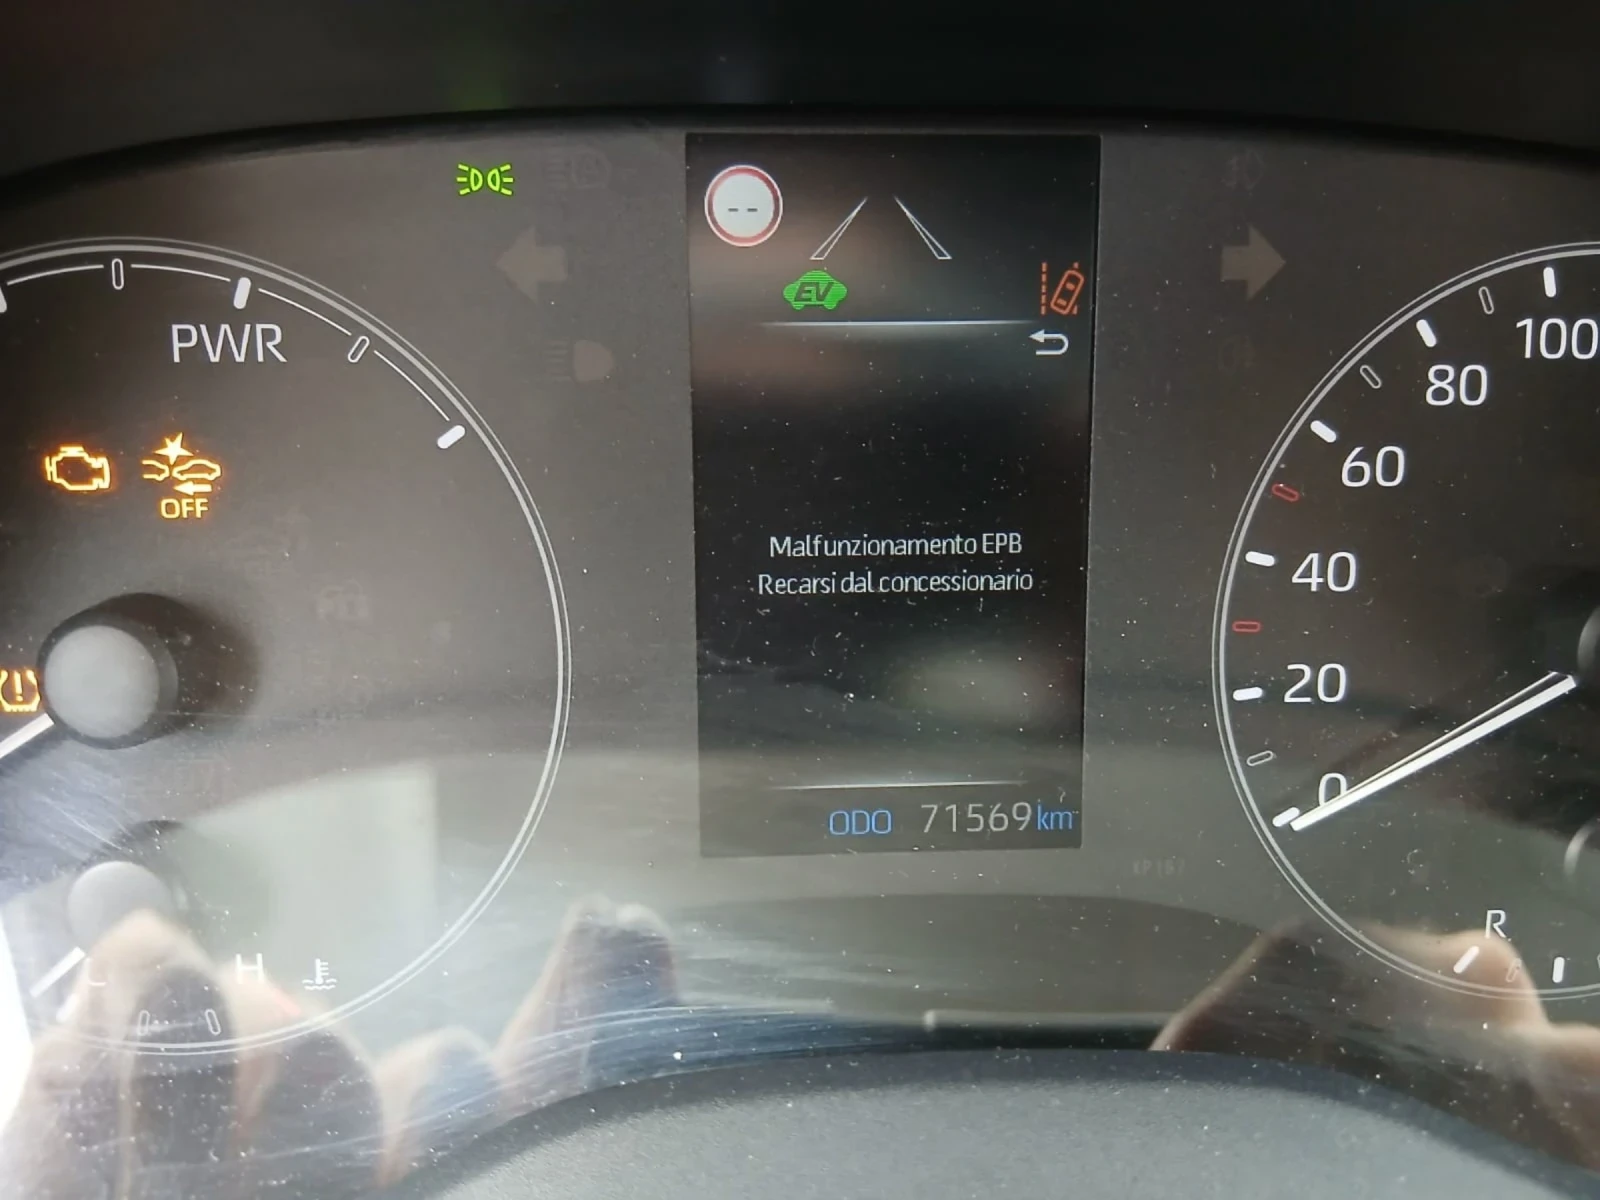 --
EV
PWR
100
80
60
OFF
Malfunzionamento EPB
Recarsi dal concessionario
40
20
0
ODO 71569 km
R
L H